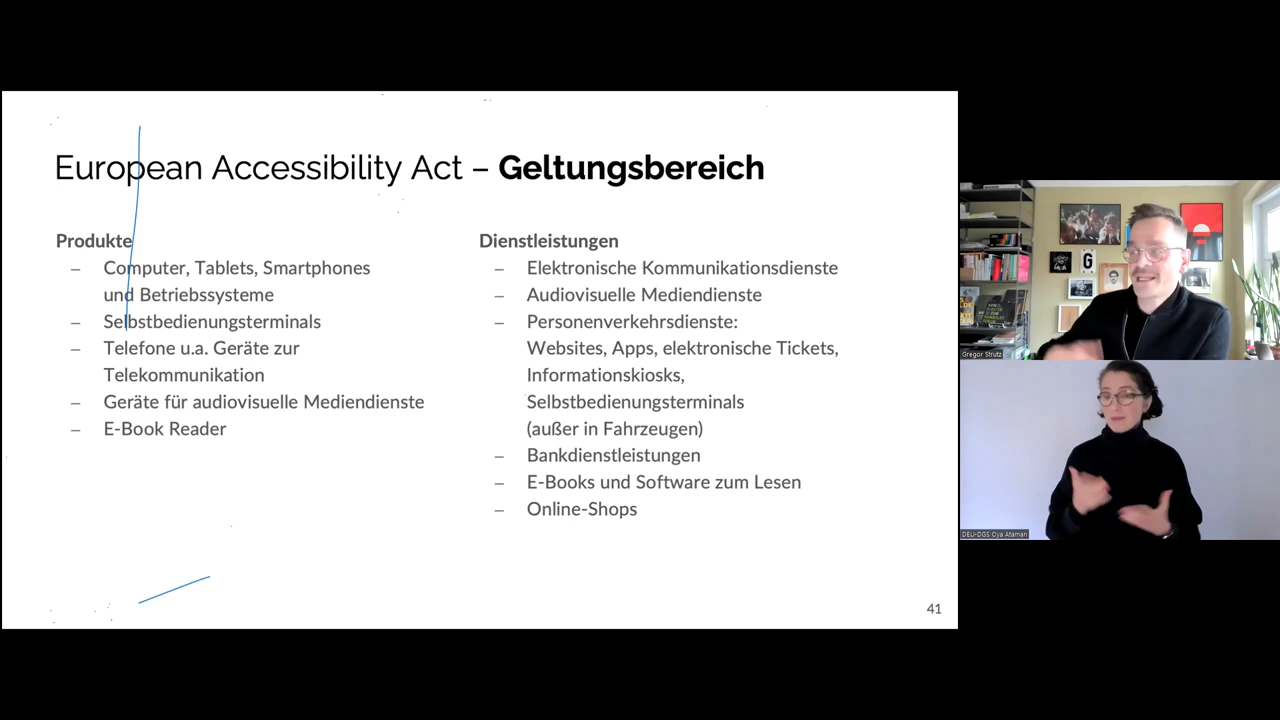 European Accessibility Act – Geltungsbereich
Produkte
– Computer, Tablets, Smartphones
und Betriebssysteme
– Selbstbedienungsterminals
– Telefone u.a. Geräte zur
Telekommunikation
– Geräte für audiovisuelle Mediendienste
– E-Book Reader
Dienstleistungen
– Elektronische Kommunikationsdienste
– Audiovisuelle Mediendienste
– Personenverkehrsdienste:
Websites, Apps, elektronische Tickets,
Informationskiosks,
Selbstbedienungsterminals
(außer in Fahrzeugen)
– Bankdienstleistungen
– E-Books und Software zum Lesen
– Online-Shops
41
G
Gregor Strutz
DEU-DGS Oya Ataman